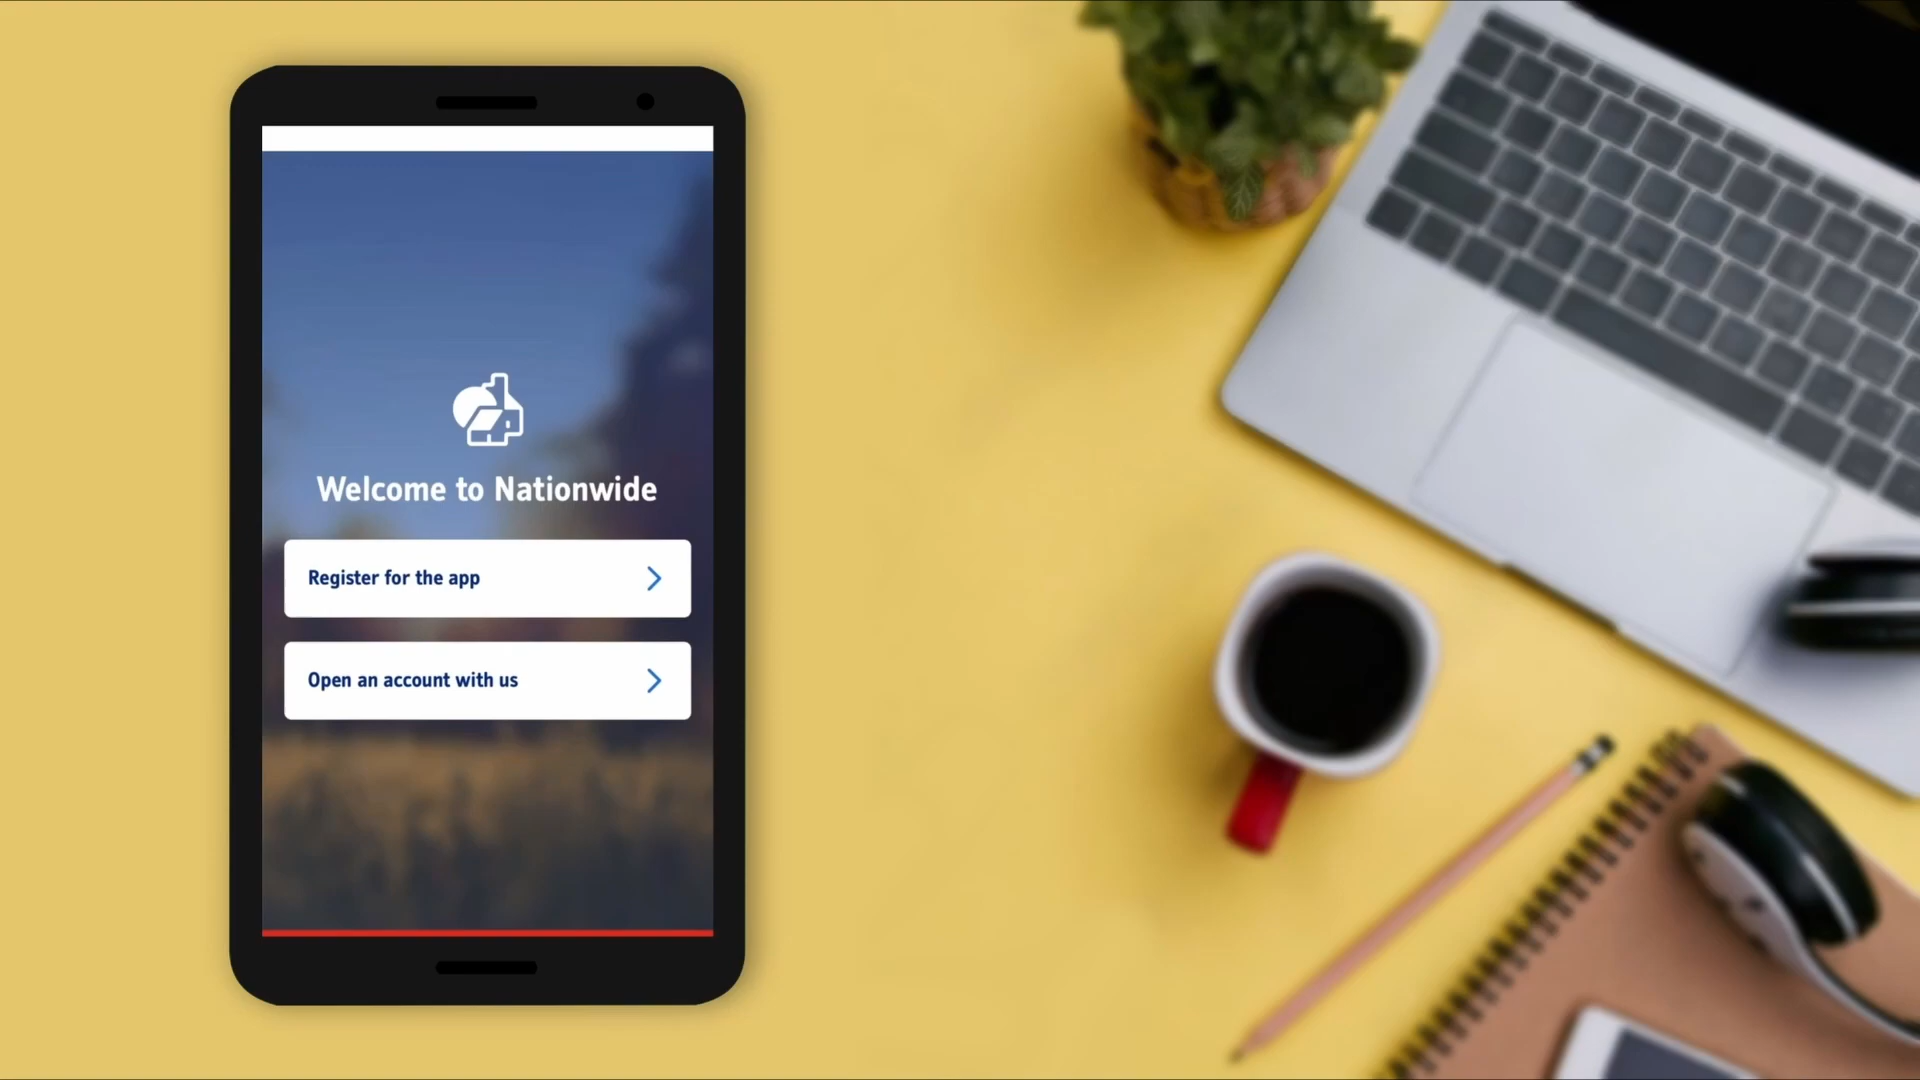 Welcome to Nationwide
Register for the app
Open an account with us